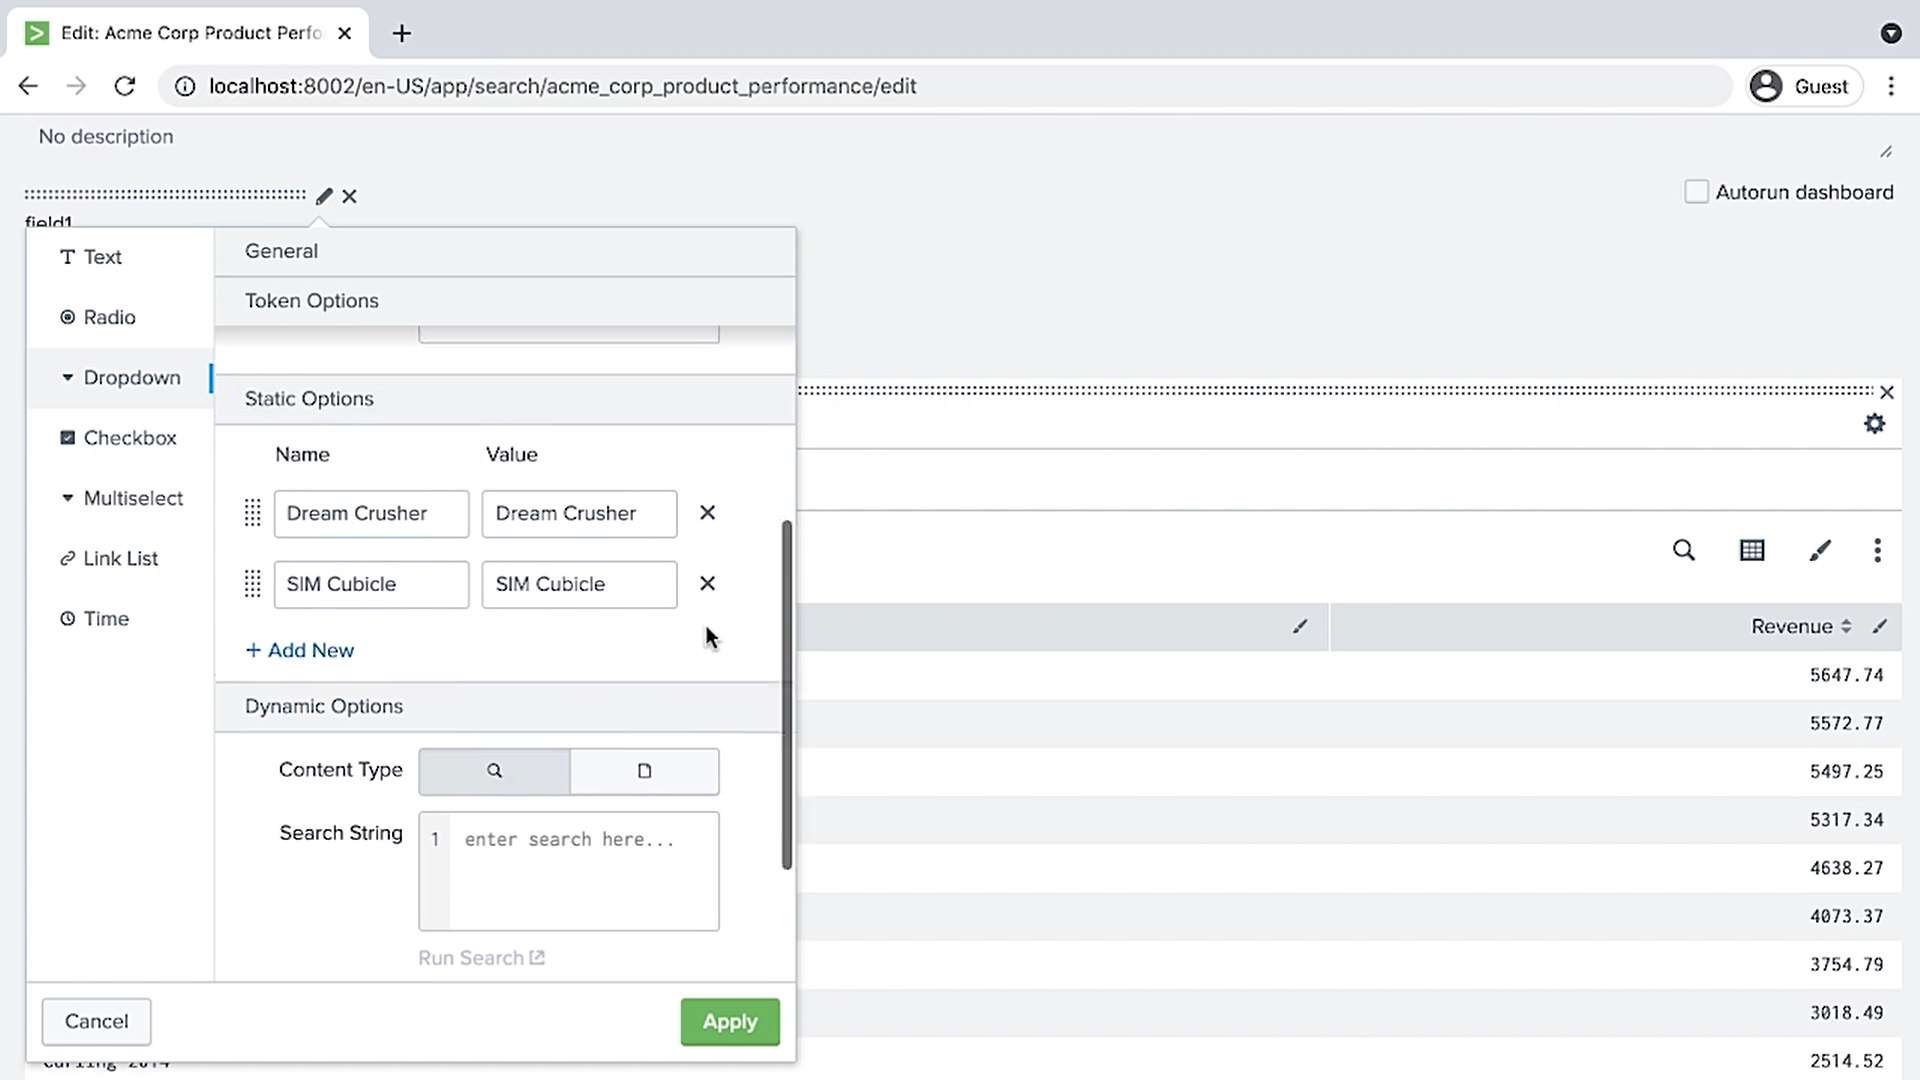 Edit: Acme Corp Product Perfo
localhost:8002/en-US/app/search/acme_corp_product_performance/edit
Guest
No description
Autorun dashboard
field1
Text
Radio
Dropdown
Checkbox
Multiselect
Link List
Time
General
Token Options
Static Options
Name Value
Dream Crusher Dream Crusher
SIM Cubicle SIM Cubicle
+ Add New
Dynamic Options
Content Type
Search String 1 enter search here...
Run Search
Cancel Apply
Revenue
5647.74
5572.77
5497.25
5317.34
4638.27
4073.37
3754.79
3018.49
Curling 2014 2514.52